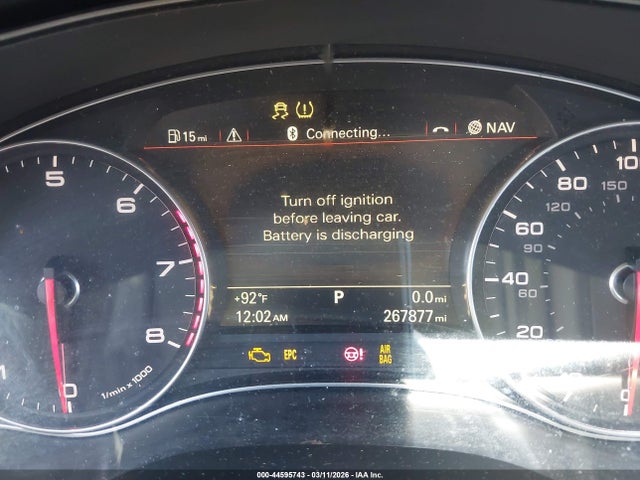 15 mi
Connecting...
NAV
Turn off ignition
before leaving car.
Battery is discharging
+92°F P 0.0 mi
12:02 AM 267877 mi
EPC
AIR
BAG
5
6
7
8
1
0
1/min x 1000
20
40
60
80
60
90
120
150
000-44595743 - 03/11/2026 - IAA Inc.